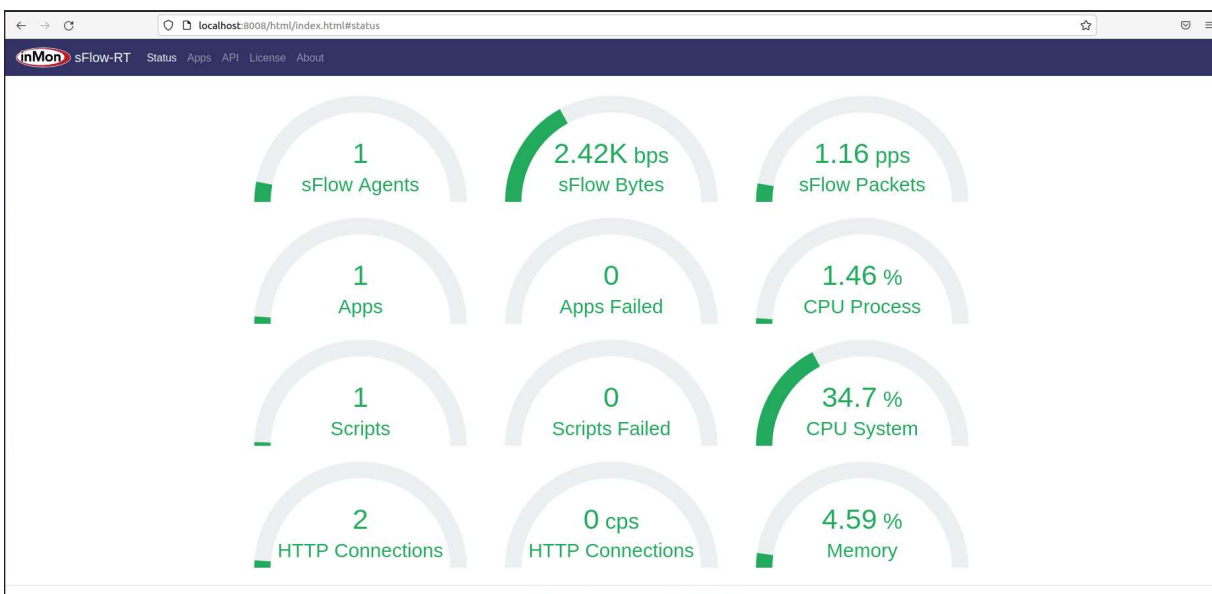 localhost:8008/html/index.html#status
inMon sFlow-RT Status Apps API License About
1 2.42K bps 1.16 pps
sFlow Agents sFlow Bytes sFlow Packets
1 0 1.46 %
Apps Apps Failed CPU Process
1 0 34.7 %
Scripts Scripts Failed CPU System
2 0 cps 4.59 %
HTTP Connections HTTP Connections Memory